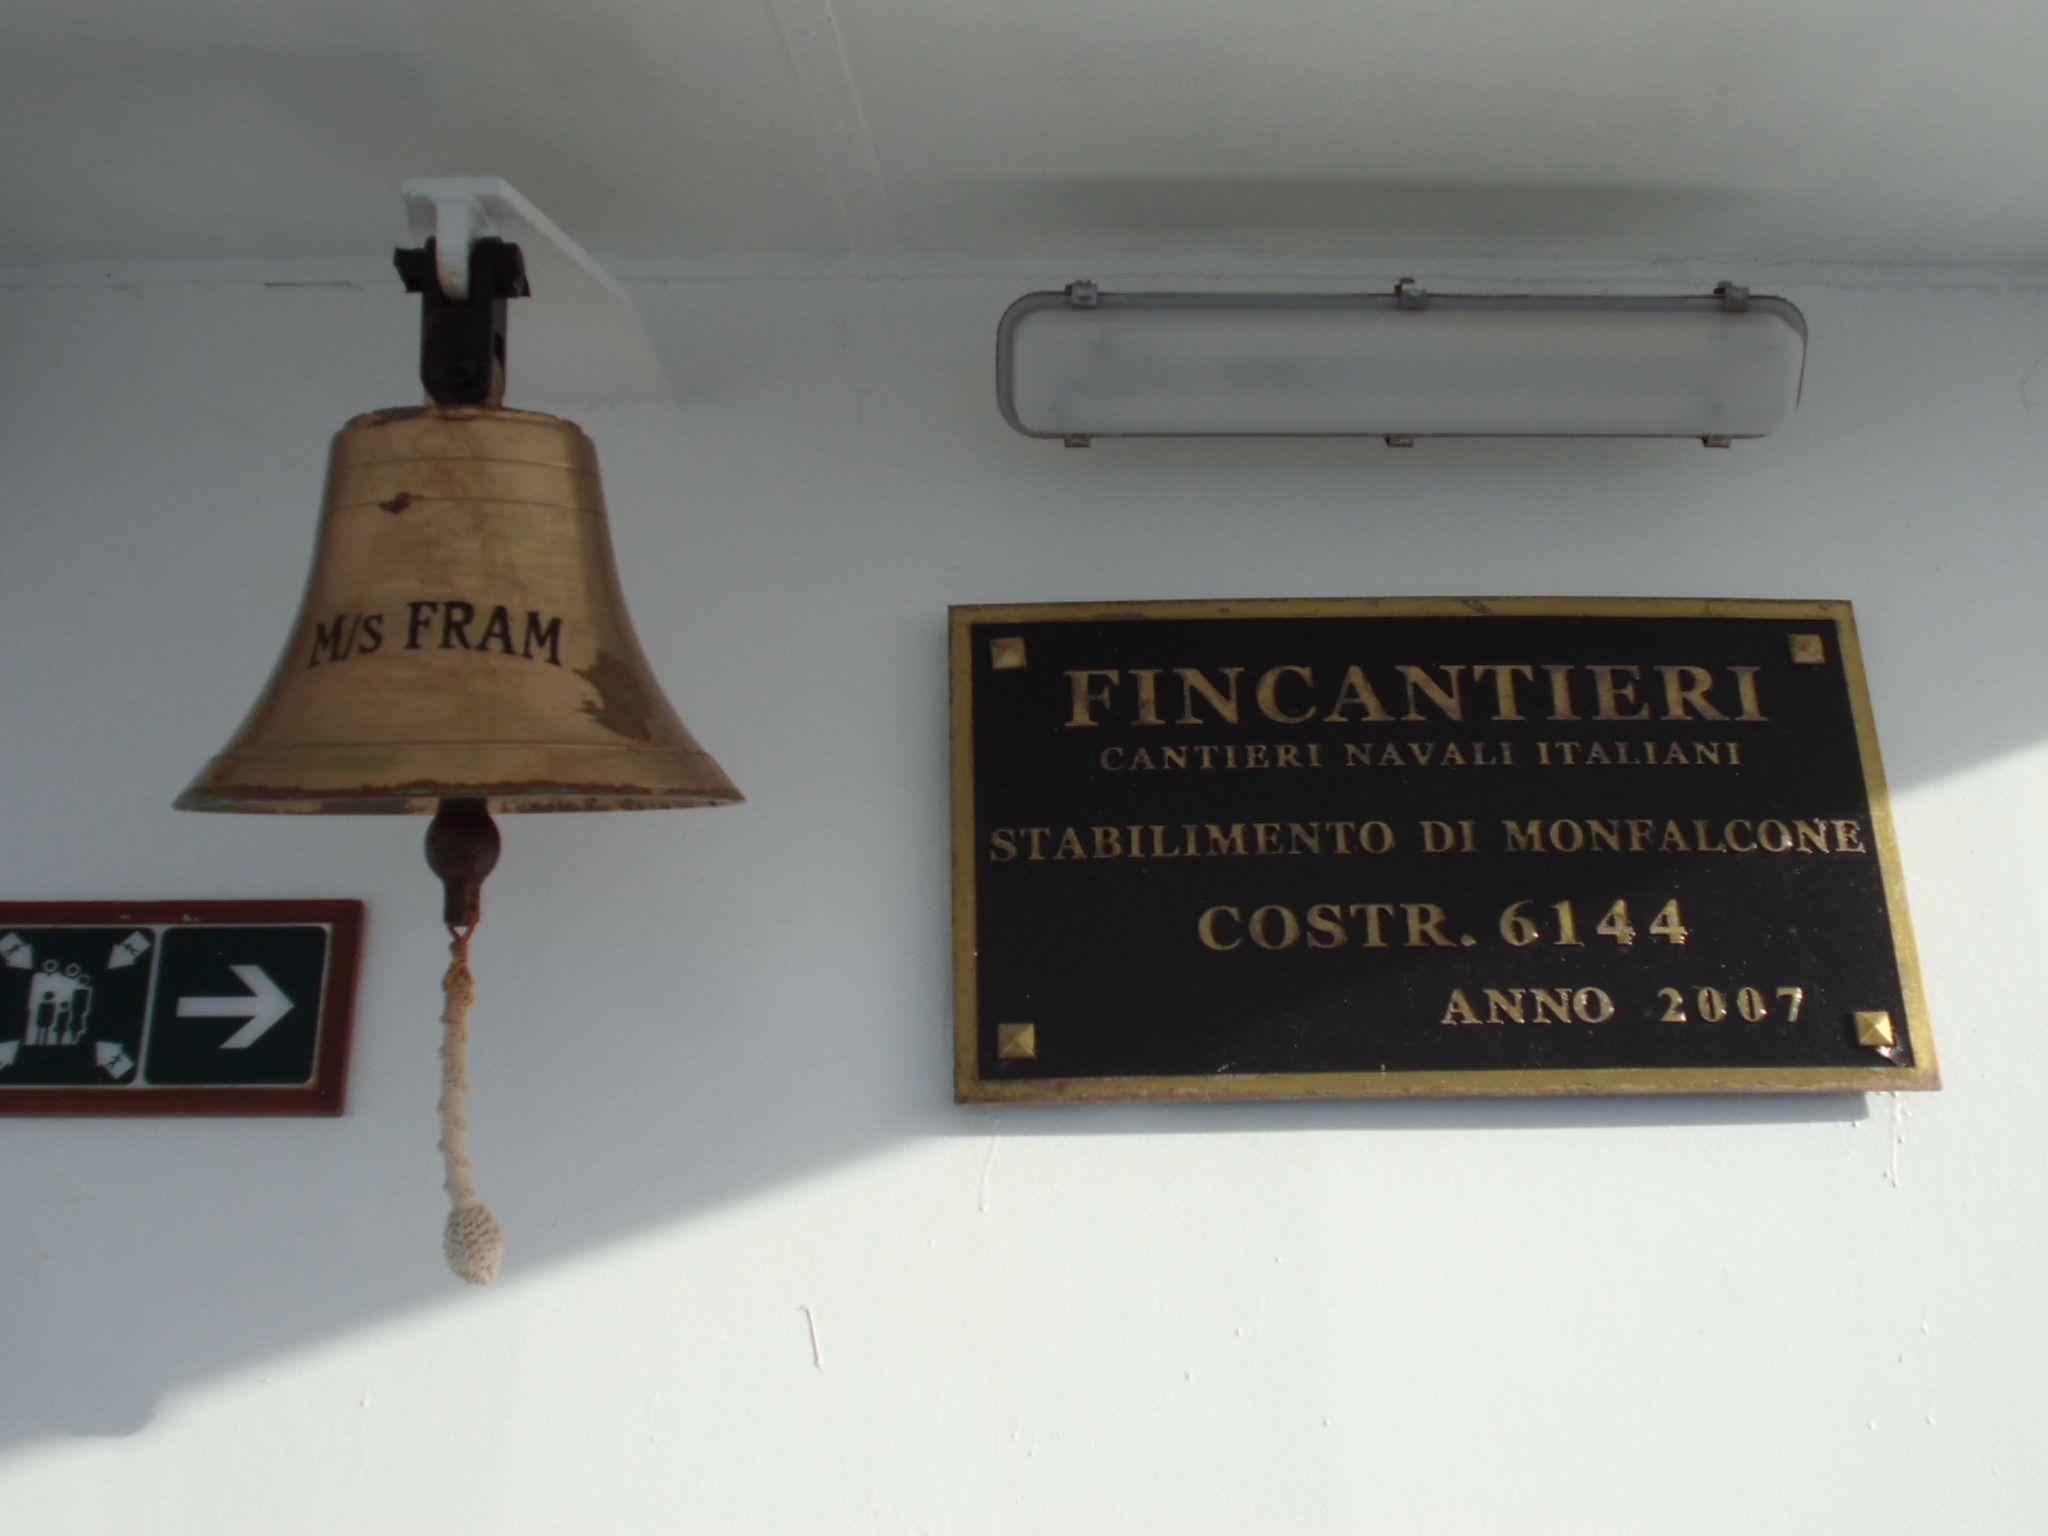 M/S FRAM
FINCANTIERI
CANTIERI NAVALI ITALIANI
STABILIMENTO DI MONFALCONE
COSTR. 6144
ANNO 2007